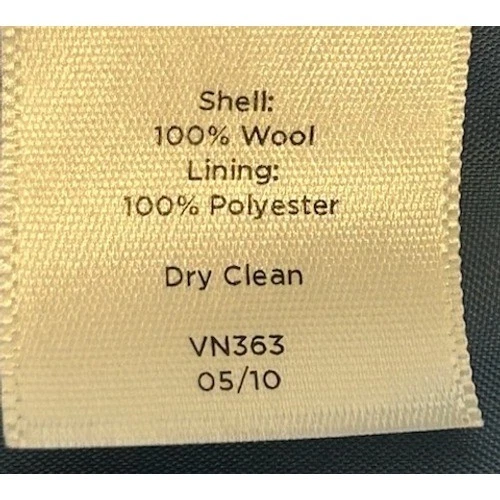 Shell:
100% Wool
Lining:
100% Polyester
Dry Clean
VN363
05/10